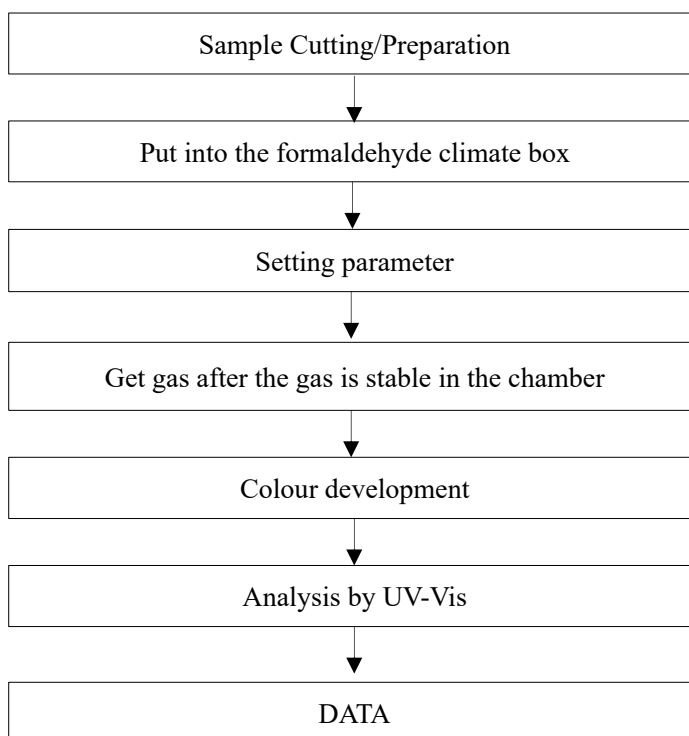 Sample Cutting/Preparation
Put into the formaldehyde climate box
Setting parameter
Get gas after the gas is stable in the chamber
Colour development
Analysis by UV-Vis
DATA